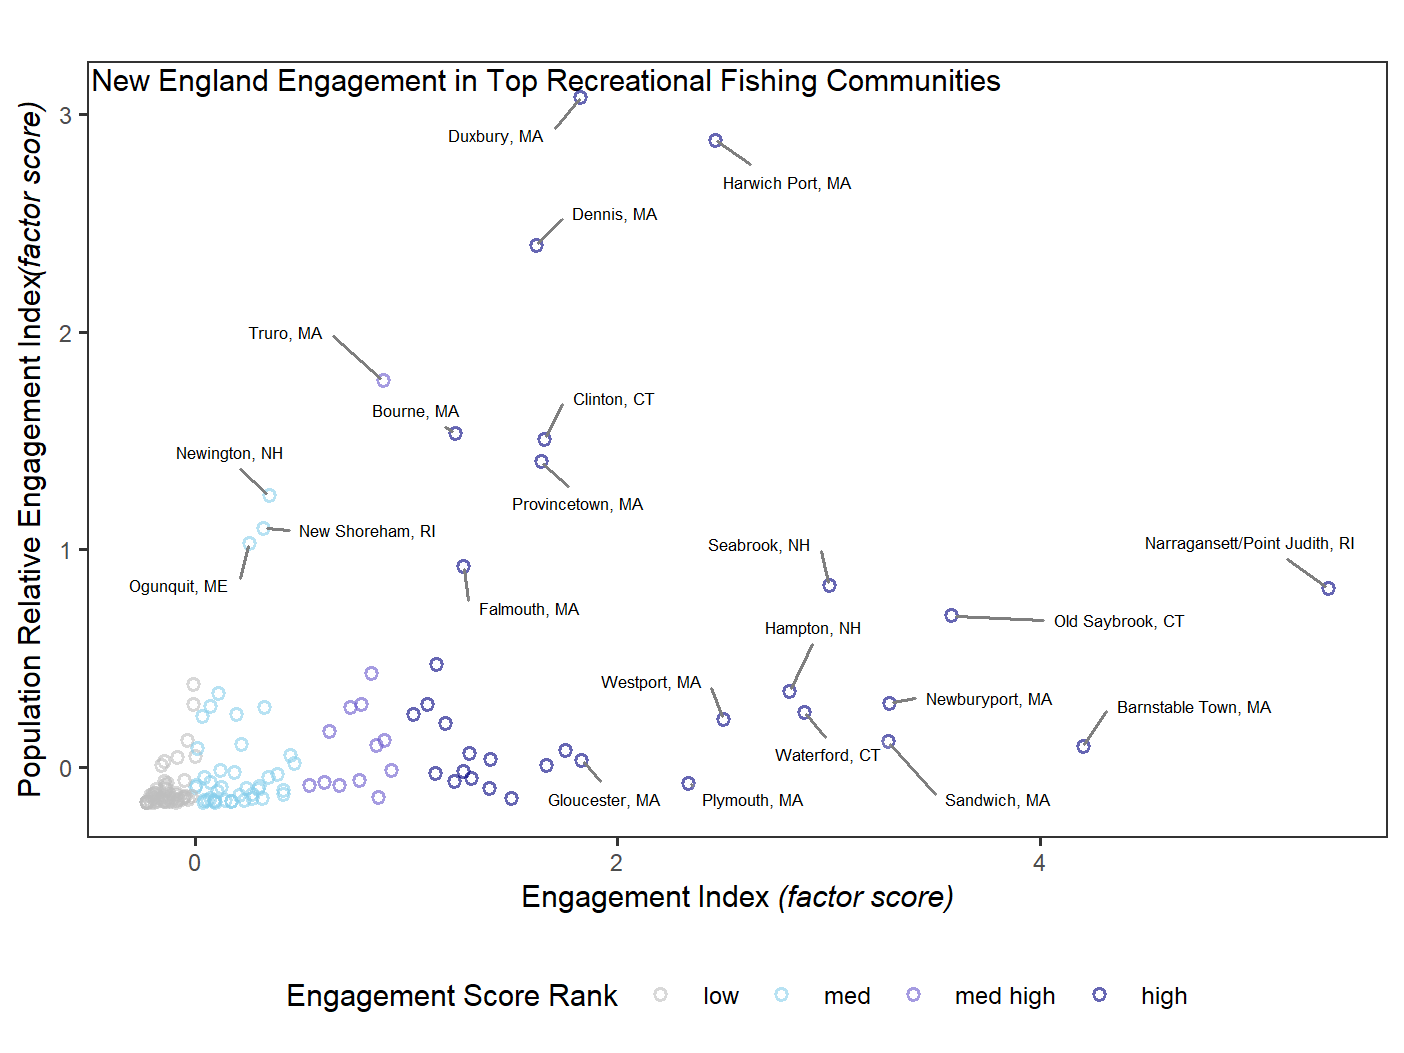 New England Engagement in Top Recreational Fishing Communities
Population Relative Engagement Index(factor score)
3
2
1
0
Duxbury, MA
Harwich Port, MA
Dennis, MA
Truro, MA
Clinton, CT
Bourne, MA
Newington, NH
Provincetown, MA
New Shoreham, RI
Seabrook, NH
Narragansett/Point Judith, RI
Ogunquit, ME
Falmouth, MA
Old Saybrook, CT
Hampton, NH
Westport, MA
Newburyport, MA
Barnstable Town, MA
Waterford, CT
Gloucester, MA
Plymouth, MA
Sandwich, MA
0
2
4
Engagement Index (factor score)
Engagement Score Rank low med med high high